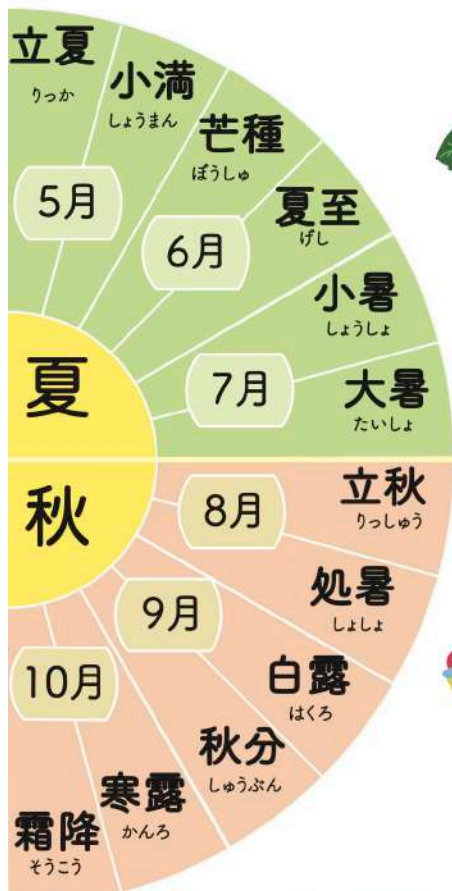 立夏
りっか
小満
しょうまん
5月
芒種
ぼうしゅ
夏至
げし
6月
小暑
しょうしょ
大暑
たいしょ
7月
夏
秋
立秋
りっしゅう
8月
処暑
しょしょ
白露
はくろ
9月
秋分
しゅうぶん
寒露
かんろ
10月
霜降
そうこう